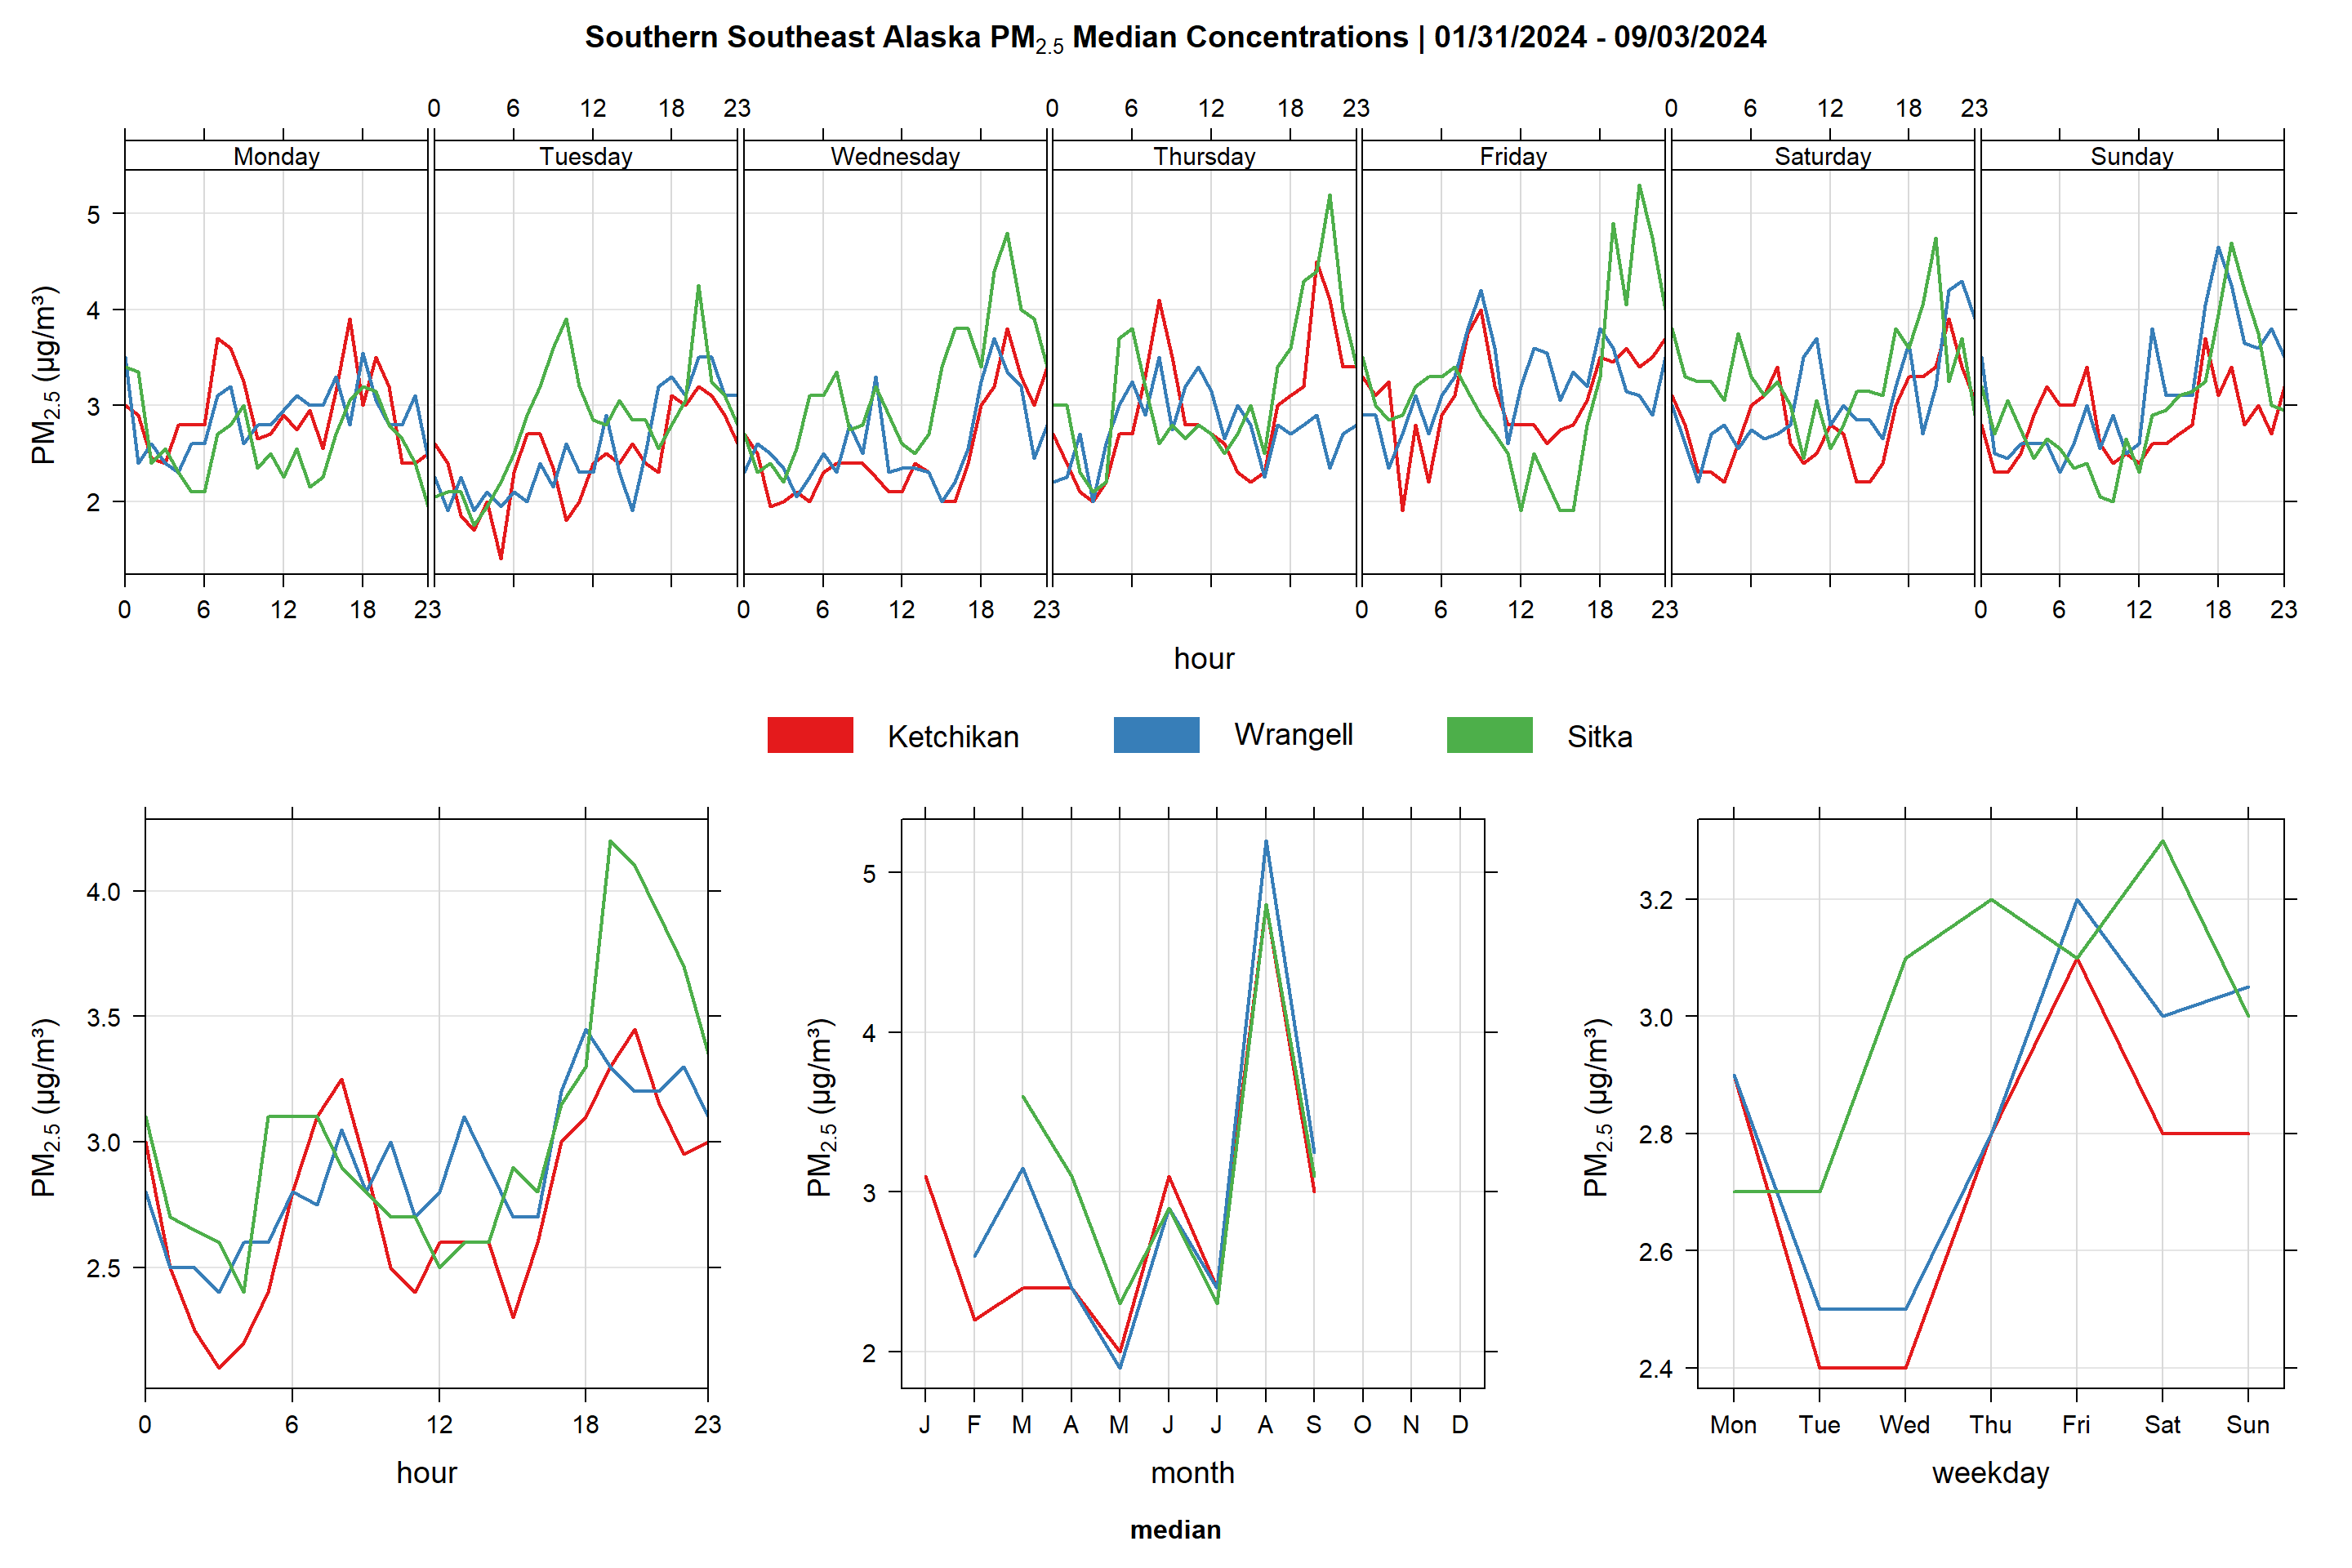 Southern Southeast Alaska PM2.5 Median Concentrations | 01/31/2024 - 09/03/2024
0 6 12 18 23 0 6 12 18 23 0 6 12 18 23
Monday Tuesday Wednesday Thursday Friday Saturday Sunday
5
4
3
2
PM2.5 (µg/m³)
0 6 12 18 23 0 6 12 18 23 0 6 12 18 23 0 6 12 18 23
hour
Ketchikan Wrangell Sitka
4.0
3.5
3.0
2.5
PM2.5 (µg/m³)
0 6 12 18 23
hour
5
4
3
2
PM2.5 (µg/m³)
J F M A M J J A S O N D
month
3.2
3.0
2.8
2.6
2.4
PM2.5 (µg/m³)
Mon Tue Wed Thu Fri Sat Sun
weekday
median